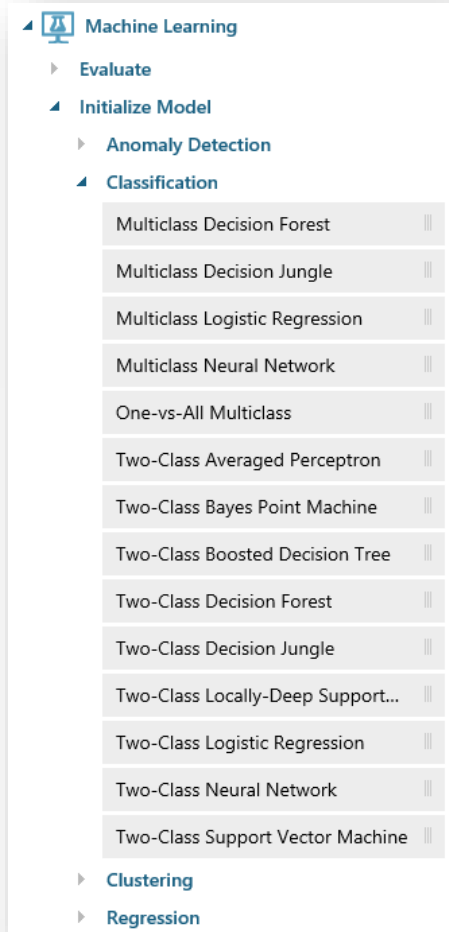 Machine Learning
Evaluate
Initialize Model
Anomaly Detection
Classification
Multiclass Decision Forest
Multiclass Decision Jungle
Multiclass Logistic Regression
Multiclass Neural Network
One-vs-All Multiclass
Two-Class Averaged Perceptron
Two-Class Bayes Point Machine
Two-Class Boosted Decision Tree
Two-Class Decision Forest
Two-Class Decision Jungle
Two-Class Locally-Deep Support...
Two-Class Logistic Regression
Two-Class Neural Network
Two-Class Support Vector Machine
Clustering
Regression